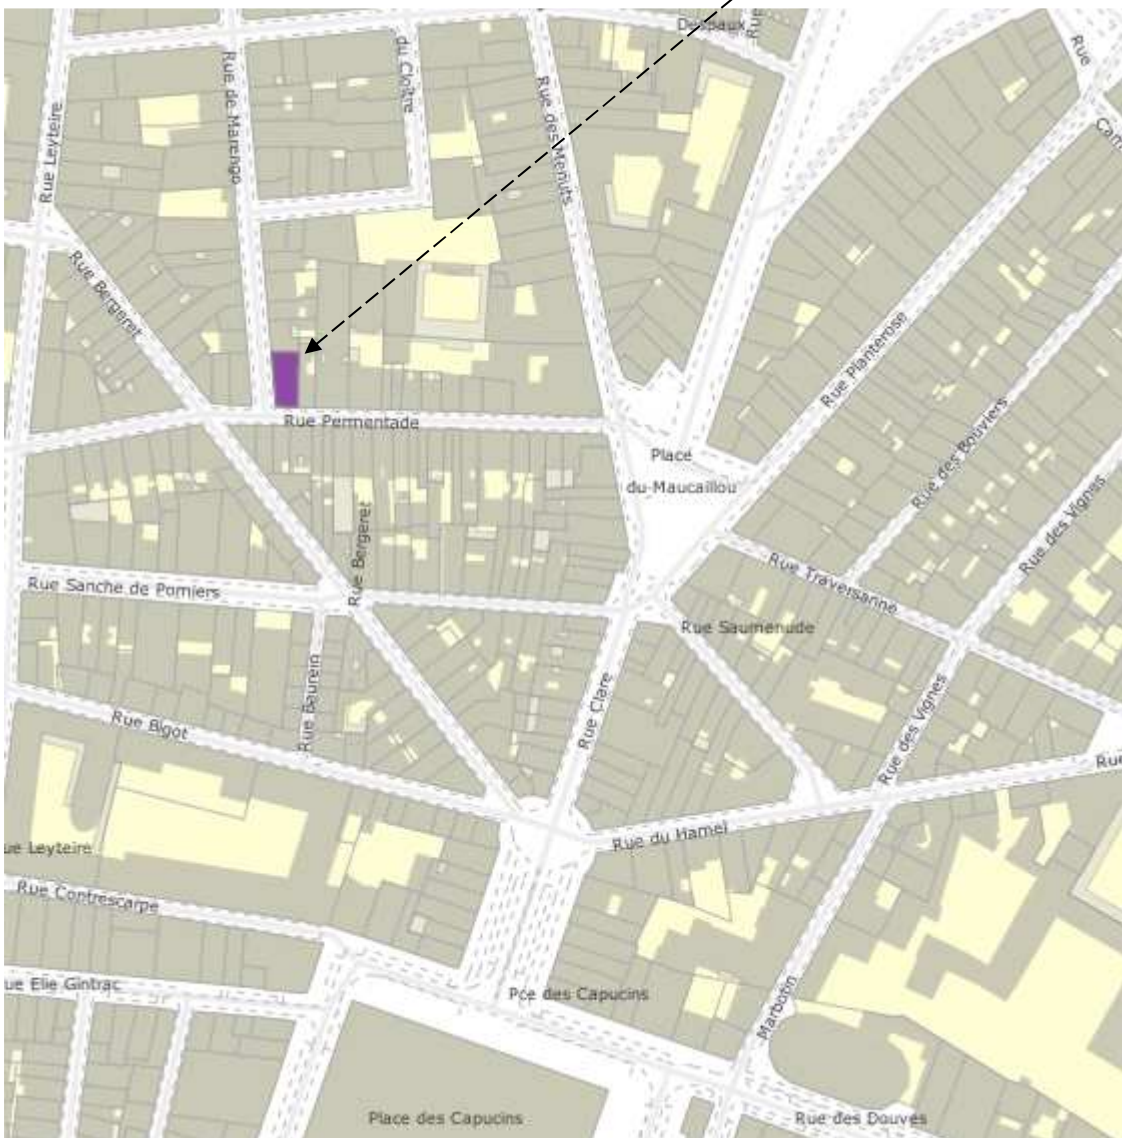 Desbaux
Rue
Rue
Rue Leyteire
Rue de Marengo
du Cloître
Rue des Menuts
Rue Bergeret
Rue Planterose
Rue Permentade
Place
du Maucaillou
Rue des Bouviers
Rue des Vignes
Rue Bergeret
Rue Sanche de Pomiers
Rue Traversanne
Rue Saumenude
Rue Baurein
Rue Clare
Rue des Vignes
Rue Bigot
Rue
Rue du Hamel
ue Leyteire
Rue Contrescarpe
ue Elie Gintrac
Pce des Capucins
Marbotin
Place des Capucins
Rue des Douves